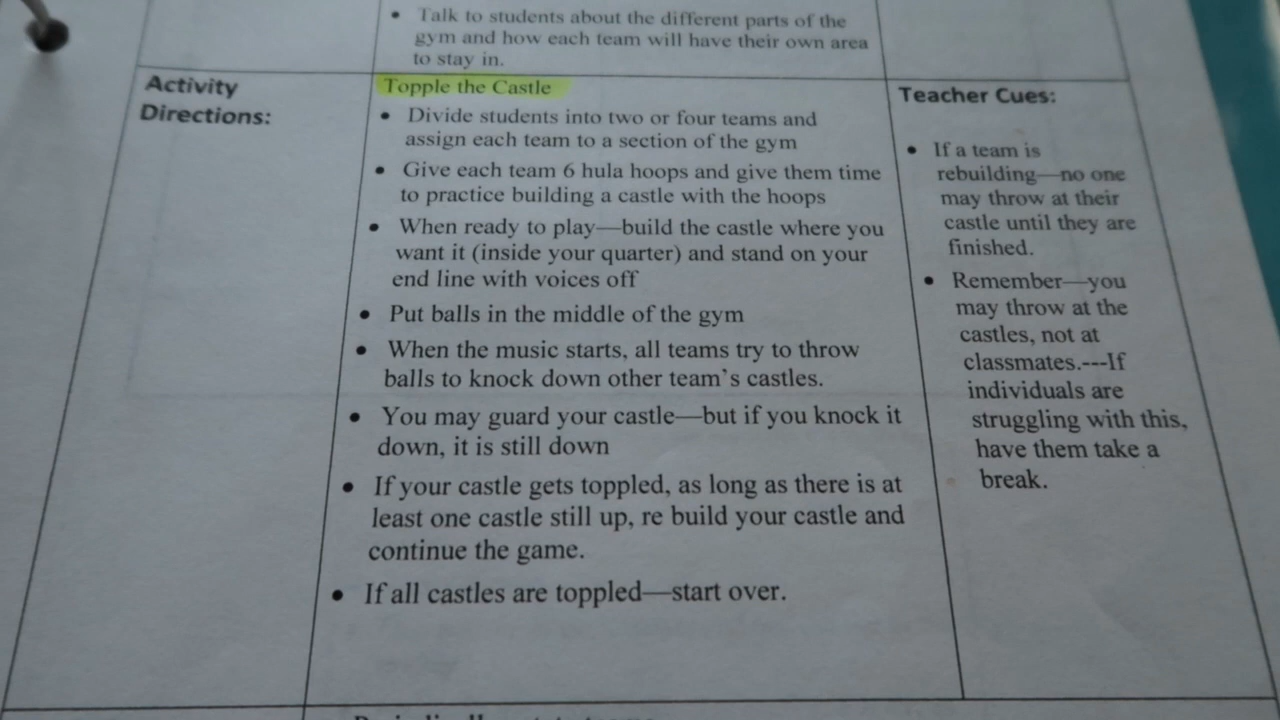 • Talk to students about the different parts of the
gym and how each team will have their own area
to stay in.
Activity
Directions:
Topple the Castle
• Divide students into two or four teams and
assign each team to a section of the gym
• Give each team 6 hula hoops and give them time
to practice building a castle with the hoops
• When ready to play—build the castle where you
want it (inside your quarter) and stand on your
end line with voices off
• Put balls in the middle of the gym
• When the music starts, all teams try to throw
balls to knock down other team's castles.
• You may guard your castle—but if you knock it
down, it is still down
• If your castle gets toppled, as long as there is at
least one castle still up, re build your castle and
continue the game.
• If all castles are toppled—start over.
Teacher Cues:
• If a team is
rebuilding—no one
may throw at their
castle until they are
finished.
• Remember—you
may throw at the
castles, not at
classmates.---If
individuals are
struggling with this,
have them take a
break.